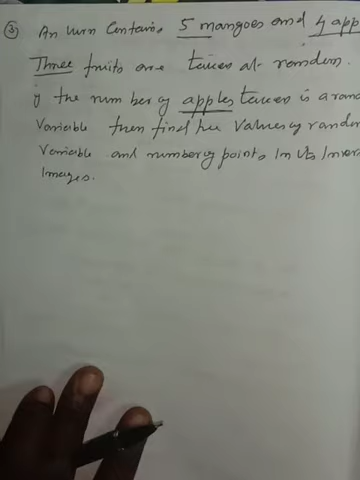 ③ An Urn Contains 5 mangoes and 4 app
Three fruits are taken at random.
if the number of apples taken is a rand
Variable then find the values of random
Variable and number of points in its Inver
Images.